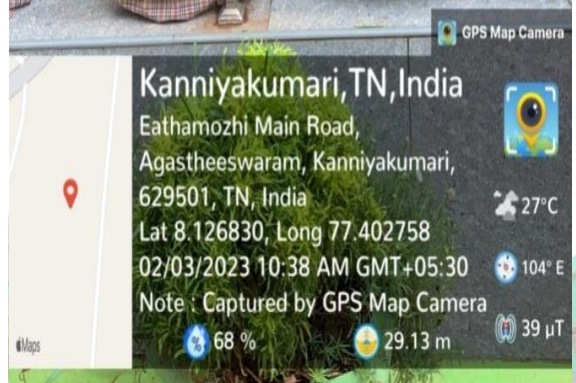 GPS Map Camera
Kanniyakumari,TN,India
Eathamozhi Main Road,
Agastheeswaram, Kanniyakumari,
629501, TN, India
Lat 8.126830, Long 77.402758
02/03/2023 10:38 AM GMT+05:30
Note : Captured by GPS Map Camera
27°C
104° E
39 µT
% 68 %
29.13 m
Maps